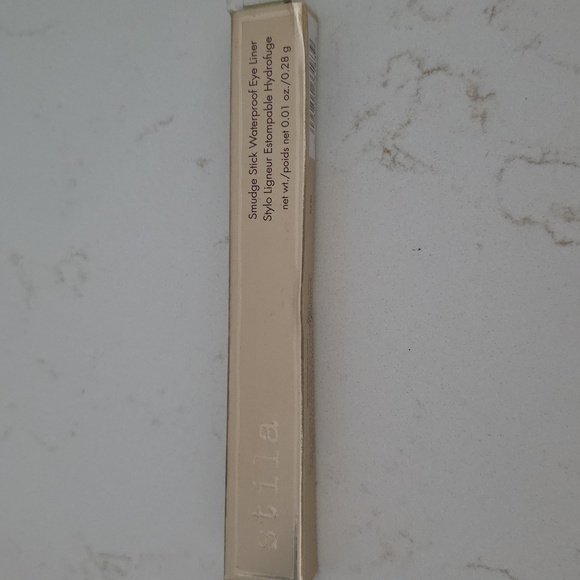 Smudge Stick Waterproof Eye Liner
Stylo Ligneur Estompable Hydrofuge
net wt./poids net 0.01 oz./0.28 g
stila